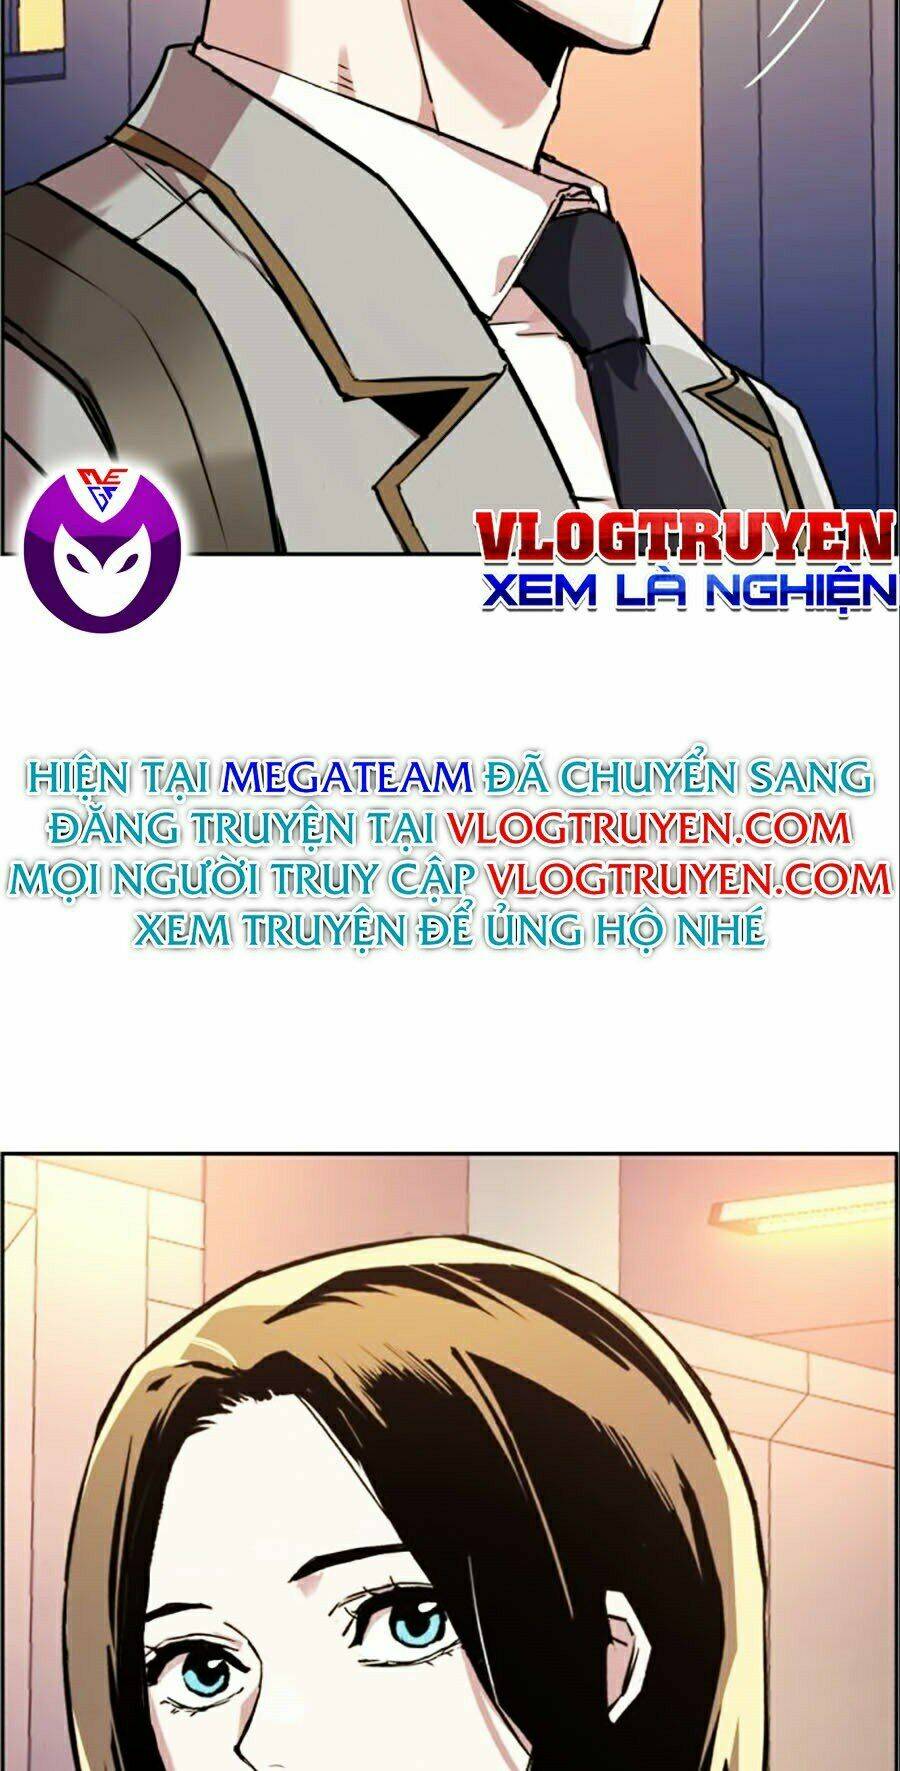 MEGA
VLOGTRUYEN
XEM LÀ NGHIỆN
HIỆN TẠI MEGATEAM ĐÃ CHUYỂN SANG
ĐĂNG TRUYỆN TẠI VLOGTRUYEN.COM
MỌI NGƯỜI TRUY CẬP VLOGTRUYEN.COM
XEM TRUYỆN ĐỂ ỦNG HỘ NHÉ